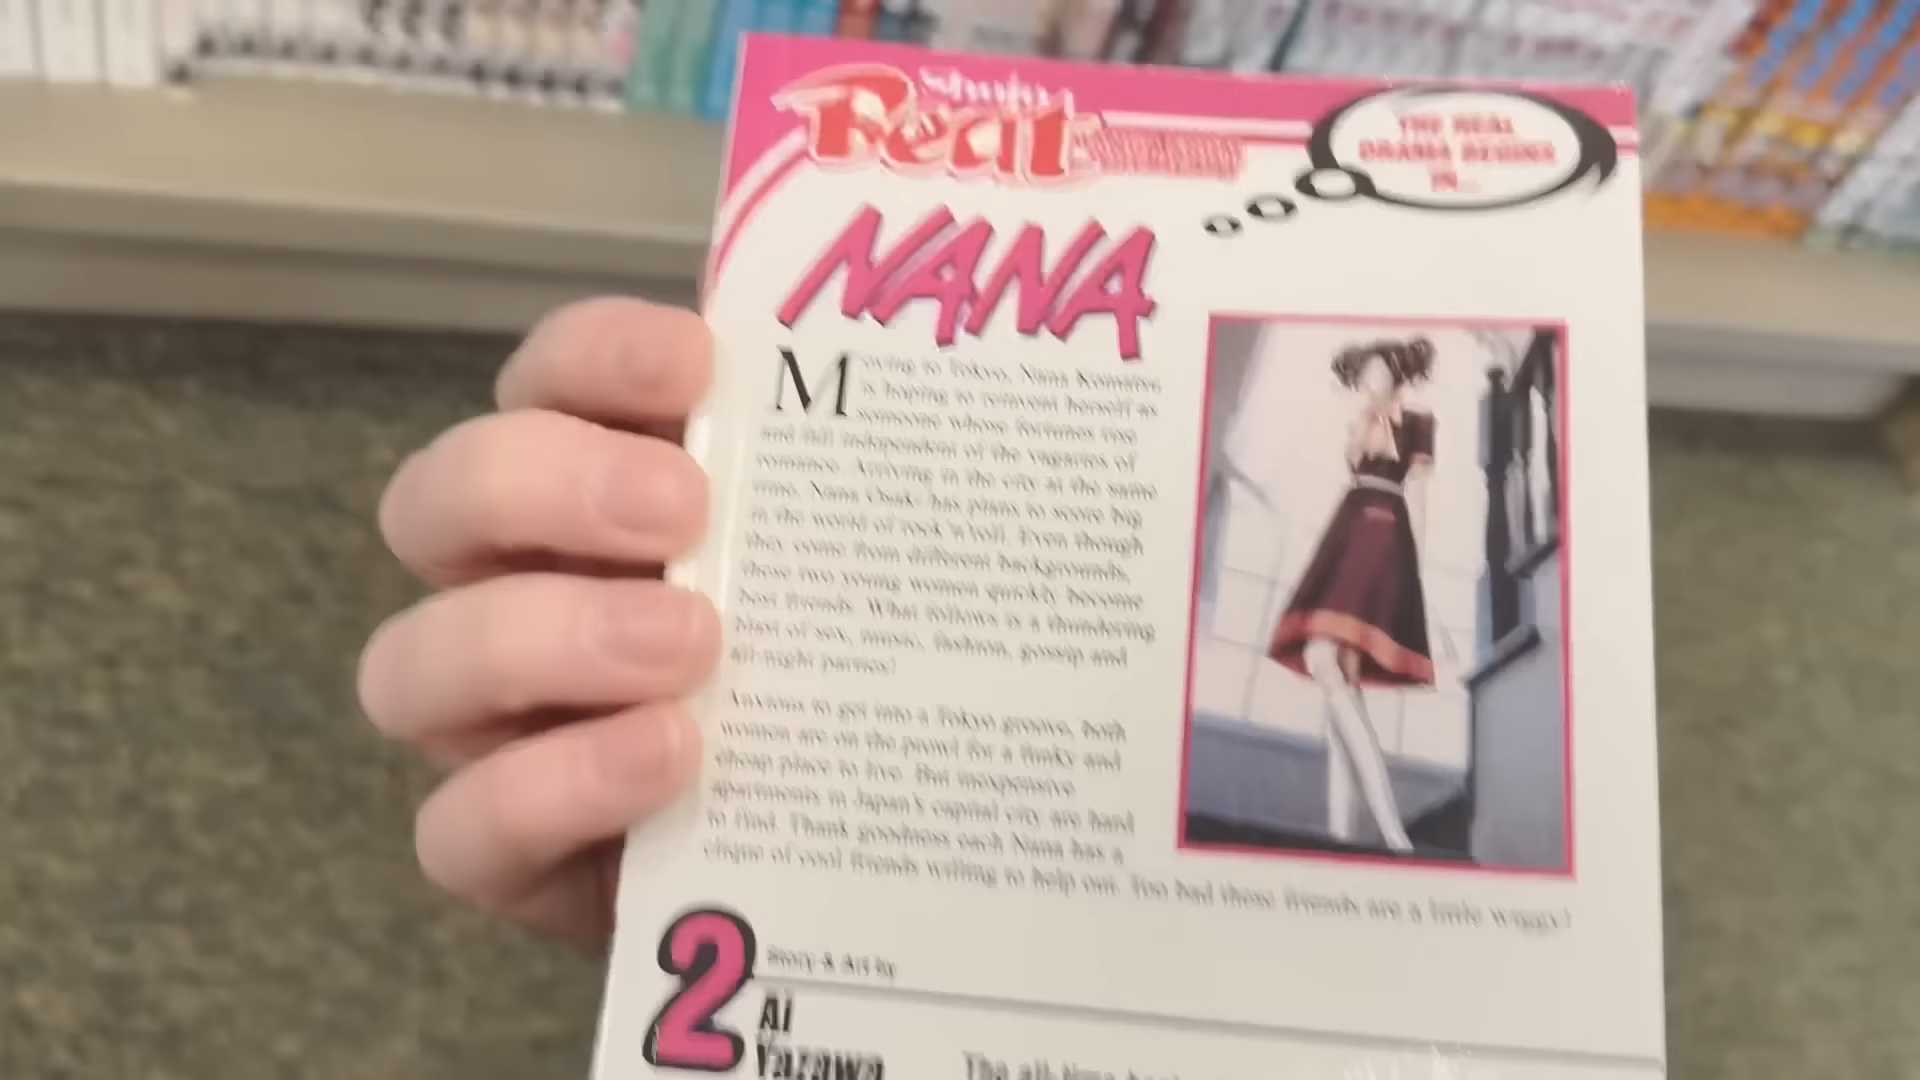 Shojo
Beat
THE REAL
DRAMA BEGINS
IN...
NANA
Moving to Tokyo, Nana Komatsu
is hoping to reinvent herself as
someone whose fortunes rise
and fall independent of the vagaries of
romance. Arriving in the city at the same
time, Nana Osaki has plans to score big
in the world of rock 'n' roll. Even though
they come from different backgrounds,
these two young women quickly become
best friends. What follows is a thundering
blast of sex, music, fashion, gossip and
all-night parties!
Anxious to get into a Tokyo groove, both
women are on the prowl for a funky and
cheap place to live. But inexpensive
apartments in Japan's capital city are hard
to find. Thank goodness each Nana has a
clique of cool friends willing to help out. Too bad these friends are a little wiggy!
2
Story & Art by
AI
YAZAWA
The all-time